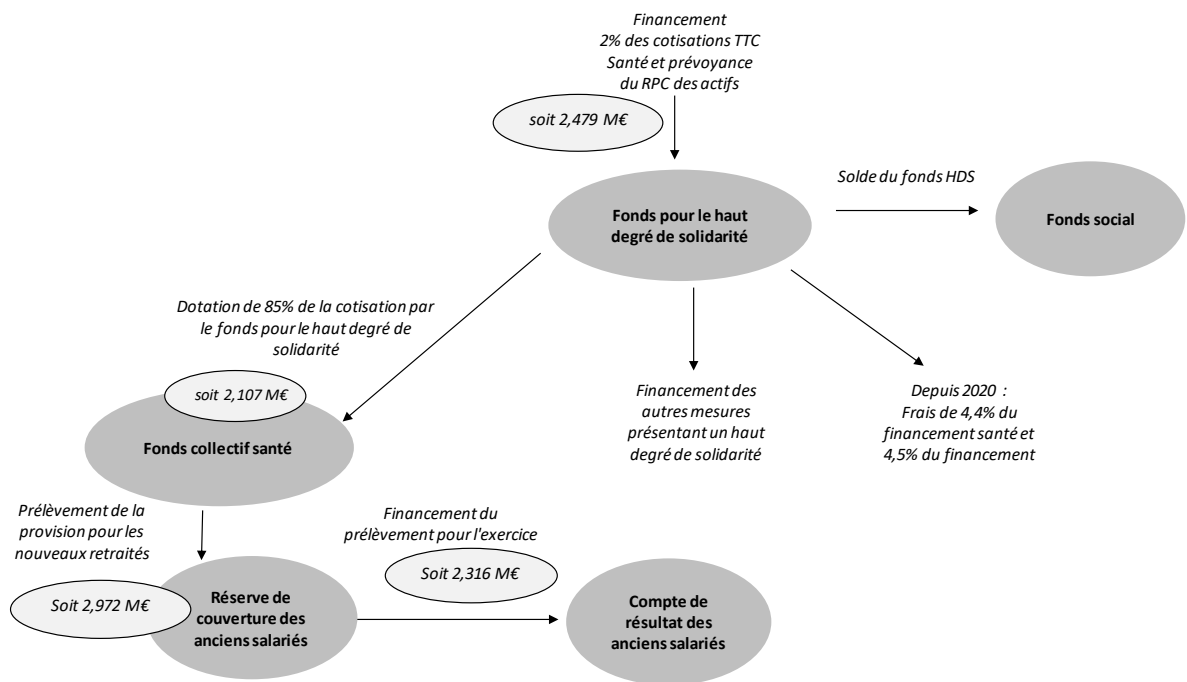 Financement
2% des cotisations TTC
Santé et prévoyance
du RPC des actifs
soit 2,479 M€
Solde du fonds HDS
Fonds pour le haut
degré de solidarité
Fonds social
Dotation de 85% de la cotisation par
le fonds pour le haut degré de
solidarité
soit 2,107 M€
Fonds collectif santé
Financement des
autres mesures
présentant un haut
degré de solidarité
Depuis 2020 :
Frais de 4,4% du
financement santé et
4,5% du financement
Prélèvement de la
provision pour les
nouveaux retraités
Soit 2,972 M€
Réserve de
couverture des
anciens salariés
Financement du
prélèvement pour l'exercice
Soit 2,316 M€
Compte de
résultat des
anciens salariés